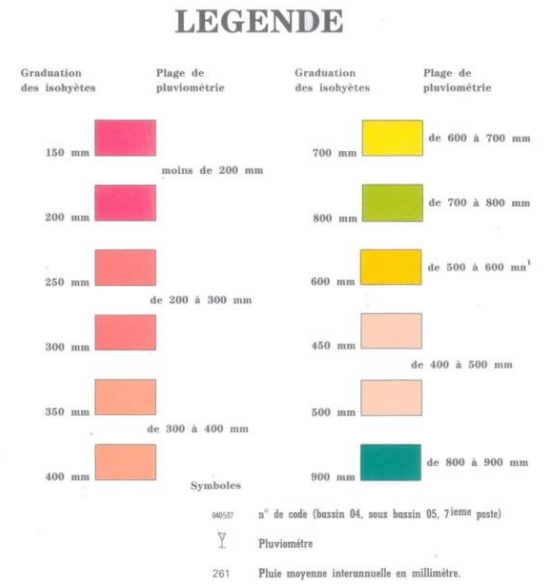 LEGENDE
Graduation des isohyètes
Plage de pluviométrie
150 mm
moins de 200 mm
200 mm
250 mm
de 200 à 300 mm
300 mm
350 mm
de 300 à 400 mm
400 mm
Graduation des isohyètes
Plage de pluviométrie
700 mm
de 600 à 700 mm
800 mm
de 700 à 800 mm
600 mm
de 500 à 600 mm
450 mm
de 400 à 500 mm
500 mm
900 mm
de 800 à 900 mm
Symboles
040507 n° de code (bassin 04, sous bassin 05, 7ieme poste)
Pluviométre
261 Pluie moyenne interannuelle en millimètre.